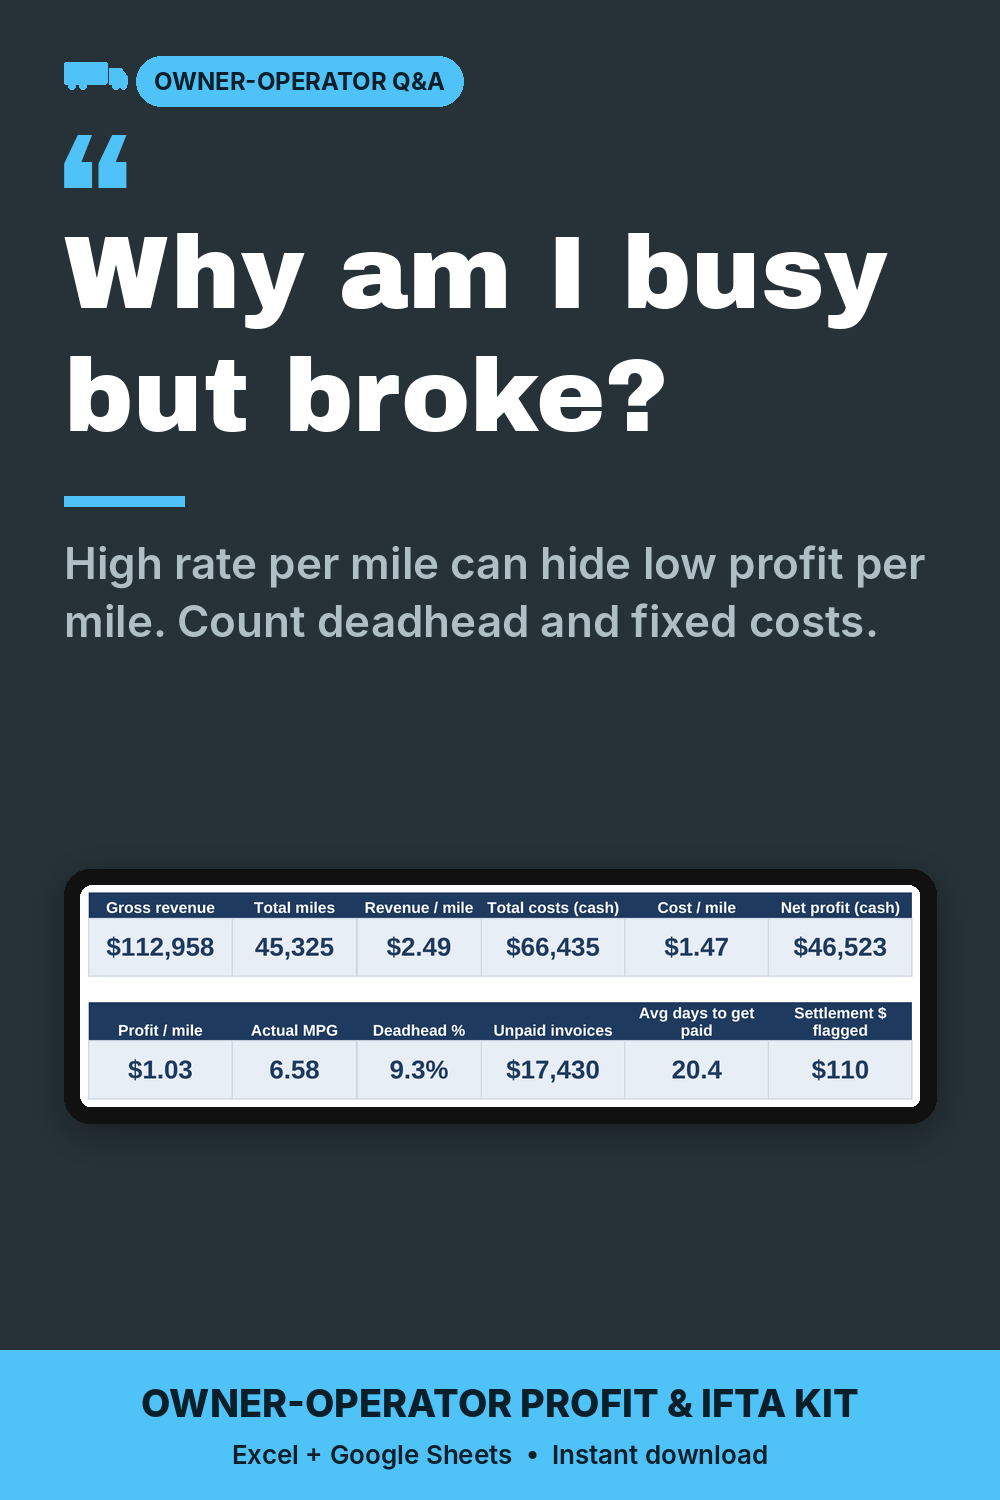 OWNER-OPERATOR Q&A
“
Why am I busy
but broke?
High rate per mile can hide low profit per
mile. Count deadhead and fixed costs.
Gross revenue Total miles Revenue / mile Total costs (cash) Cost / mile Net profit (cash)
$112,958 45,325 $2.49 $66,435 $1.47 $46,523
Profit / mile Actual MPG Deadhead % Unpaid invoices Avg days to get paid Settlement $ flagged
$1.03 6.58 9.3% $17,430 20.4 $110
OWNER-OPERATOR PROFIT & IFTA KIT
Excel + Google Sheets • Instant download